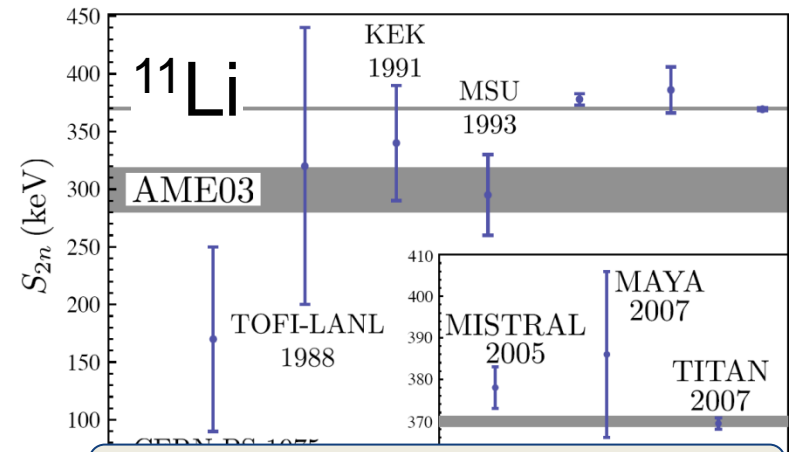 450
400
350
300
250
200
150
100
S2n (keV)
11Li
AME03
KEK
1991
MSU
1993
TOFI-LANL
1988
410
400
390
380
370
MISTRAL
2005
MAYA
2007
TITAN
2007